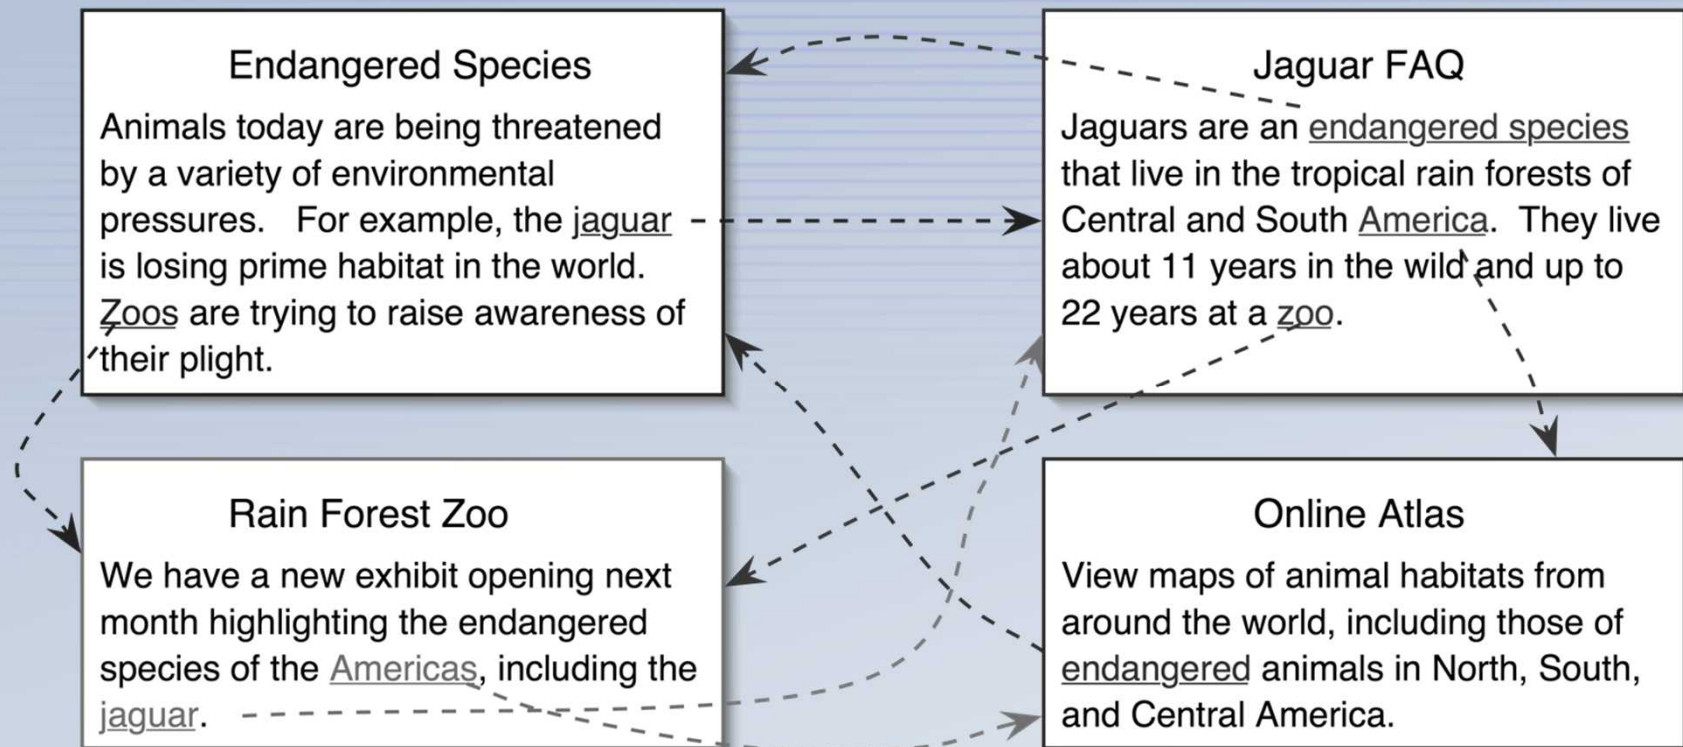 Endangered Species
Animals today are being threatened
by a variety of environmental
pressures. For example, the jaguar
is losing prime habitat in the world.
Zoos are trying to raise awareness of
their plight.
Jaguar FAQ
Jaguars are an endangered species
that live in the tropical rain forests of
Central and South America. They live
about 11 years in the wild and up to
22 years at a zoo.
Rain Forest Zoo
We have a new exhibit opening next
month highlighting the endangered
species of the Americas, including the
jaguar.
Online Atlas
View maps of animal habitats from
around the world, including those of
endangered animals in North, South,
and Central America.